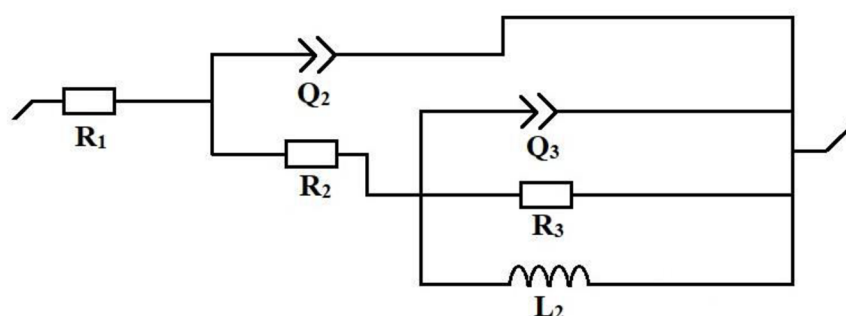 Q₂
R₁
Q₃
R₂
R₃
L₂